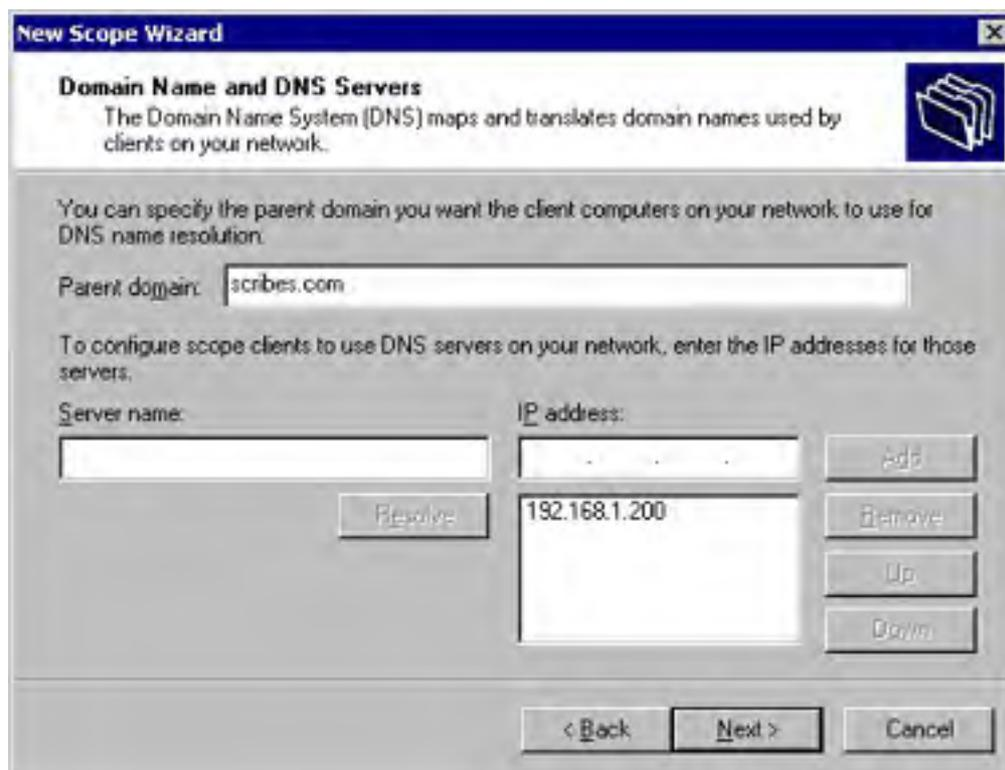 New Scope Wizard
Domain Name and DNS Servers
The Domain Name System (DNS) maps and translates domain names used by
clients on your network.
You can specify the parent domain you want the client computers on your network to use for
DNS name resolution.
Parent domain: scribes.com
To configure scope clients to use DNS servers on your network, enter the IP addresses for those
servers.
Server name: IP address:
. . . Add
Resolve 192.168.1.200 Remove
Up
Down
< Back Next > Cancel